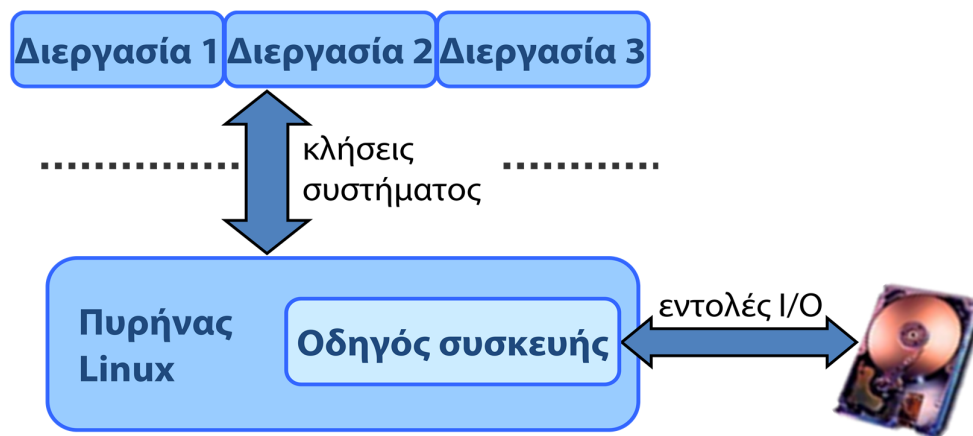 Διεργασία 1
Διεργασία 2
Διεργασία 3
κλήσεις
συστήματος
Πυρήνας
Linux
Οδηγός συσκευής
εντολές I/O